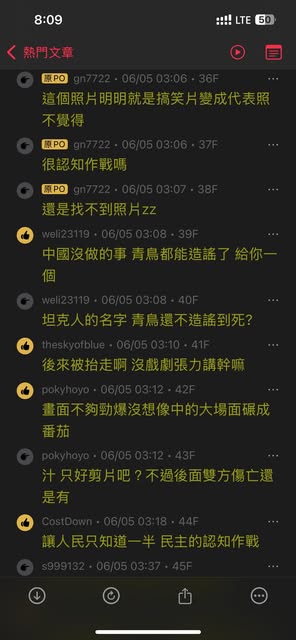 8:09
LTE 50
熱門文章
原PO gn7722・06/05 03:06・36F
這個照片明明就是搞笑片變成代表照
不覺得
原PO gn7722・06/05 03:06・37F
很認知作戰嗎
原PO gn7722・06/05 03:07・38F
還是找不到照片zz
weli23119・06/05 03:08・39F
中國沒做的事 青鳥都能造謠了 給你一
個
weli23119・06/05 03:08・40F
坦克人的名字 青鳥還不造謠到死?
theskyofblue・06/05 03:10・41F
後來被抬走啊 沒戲劇張力講幹嘛
pokyhoyo・06/05 03:12・42F
畫面不夠勁爆沒想像中的大場面碾成
番茄
pokyhoyo・06/05 03:12・43F
汁 只好剪片吧？不過後面雙方傷亡還
是有
CostDown・06/05 03:18・44F
讓人民只知道一半 民主的認知作戰
s999132・06/05 03:37・45F